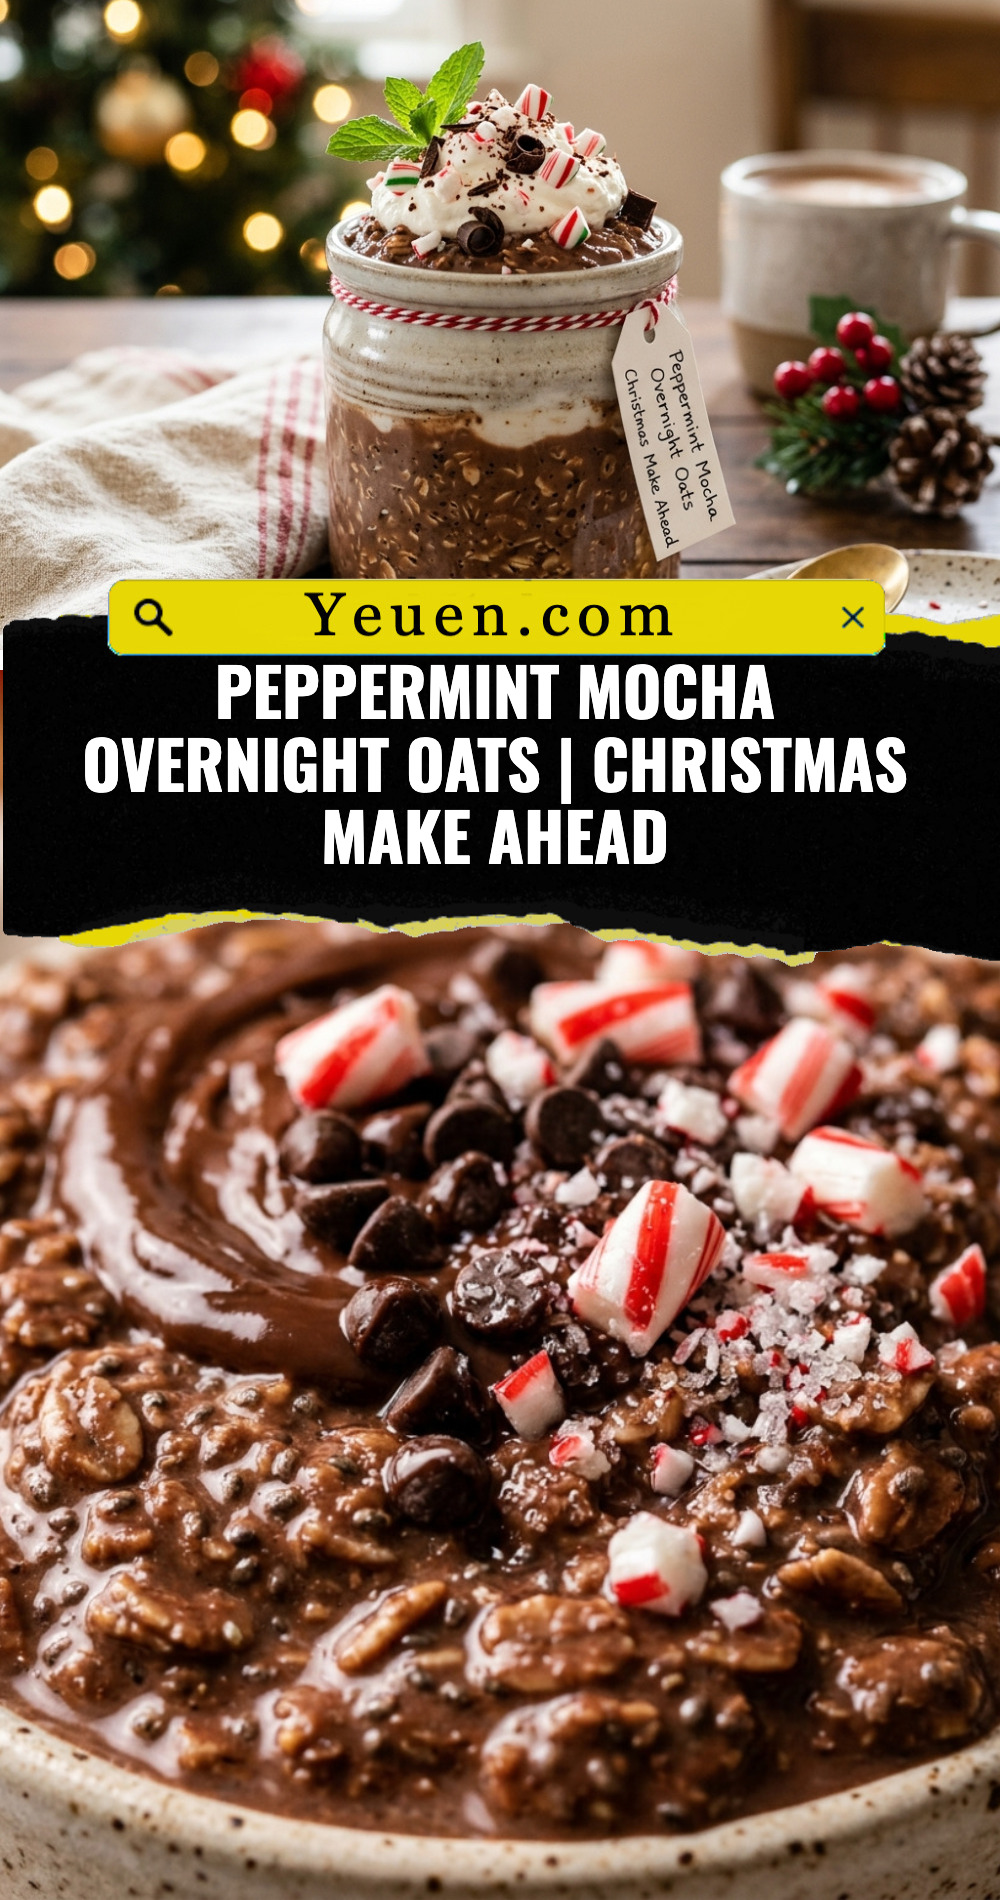 Peppermint Mocha
Overnight Oats
Christmas Make Ahead
Yeuen.com
PEPPERMINT MOCHA
OVERNIGHT OATS | CHRISTMAS
MAKE AHEAD